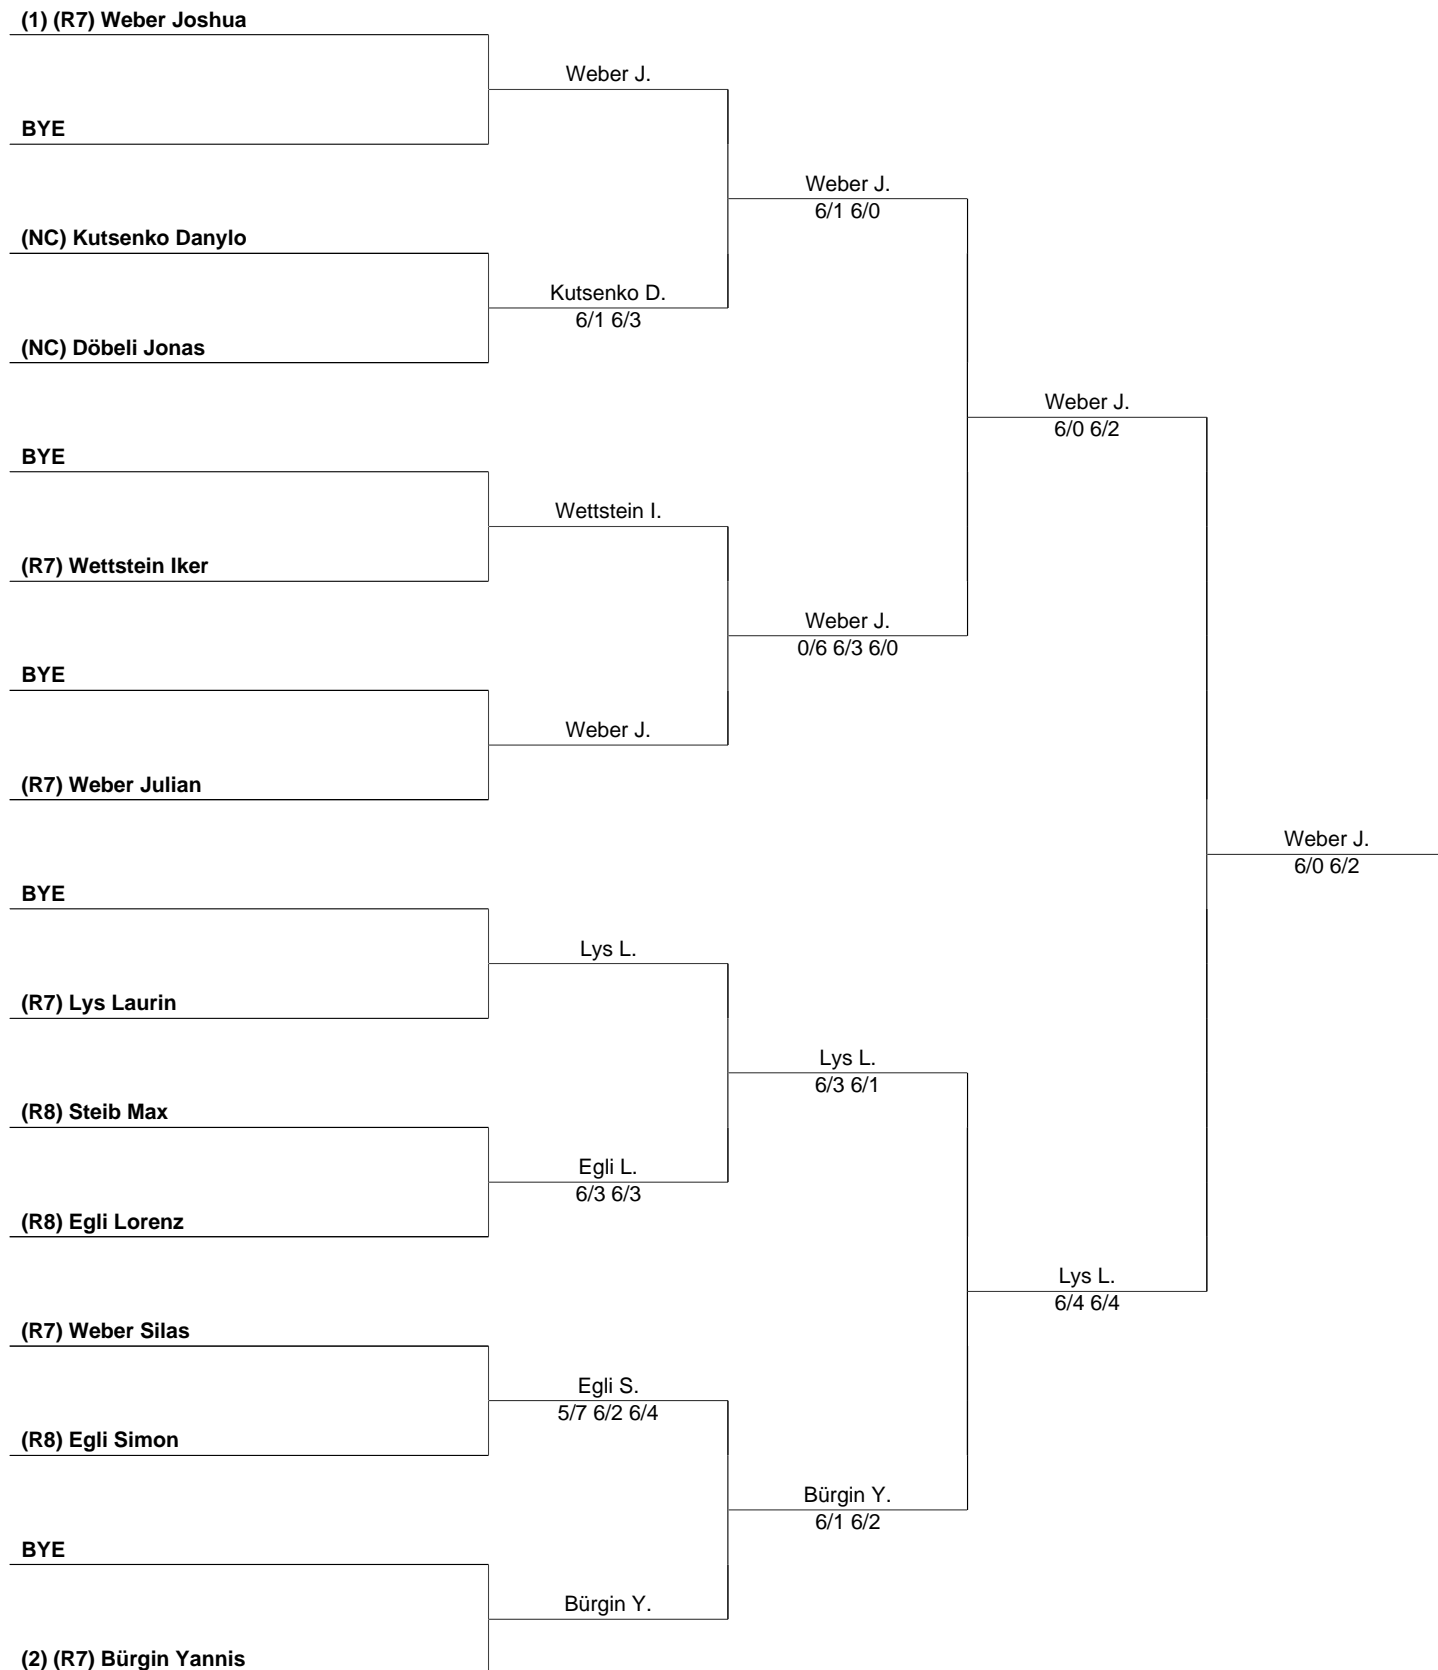 (1) (R7) Weber Joshua
Weber J.
BYE
Weber J.
6/1 6/0
(NC) Kutsenko Danylo
Kutsenko D.
6/1 6/3
(NC) Döbeli Jonas
Weber J.
6/0 6/2
BYE
Wettstein I.
(R7) Wettstein Iker
Weber J.
0/6 6/3 6/0
BYE
Weber J.
(R7) Weber Julian
Weber J.
6/0 6/2
BYE
Lys L.
(R7) Lys Laurin
Lys L.
6/3 6/1
(R8) Steib Max
Egli L.
6/3 6/3
(R8) Egli Lorenz
Lys L.
6/4 6/4
(R7) Weber Silas
Egli S.
5/7 6/2 6/4
(R8) Egli Simon
Bürgin Y.
6/1 6/2
BYE
Bürgin Y.
(2) (R7) Bürgin Yannis